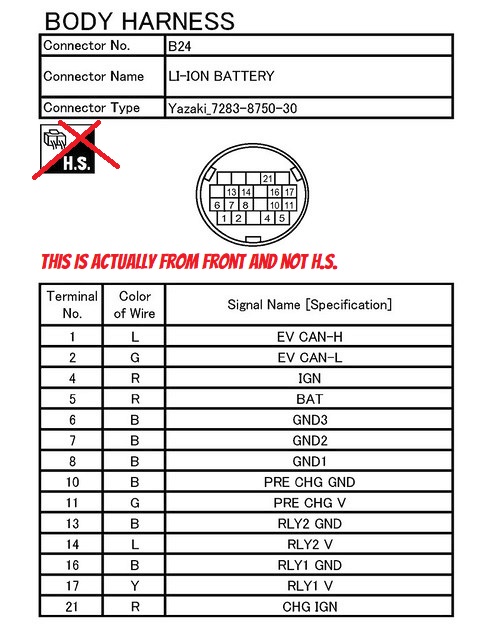 BODY HARNESS
Connector No. B24
Connector Name LI-ION BATTERY
Connector Type Yazaki_7283-8750-30
H.S.
21
13 14 16 17
6 7 8 10 11
1 2 4 5
THIS IS ACTUALLY FROM FRONT AND NOT H.S.
Terminal No. Color of Wire Signal Name [Specification]
1 L EV CAN-H
2 G EV CAN-L
4 R IGN
5 R BAT
6 B GND3
7 B GND2
8 B GND1
10 B PRE CHG GND
11 G PRE CHG V
13 B RLY2 GND
14 L RLY2 V
16 B RLY1 GND
17 Y RLY1 V
21 R CHG IGN